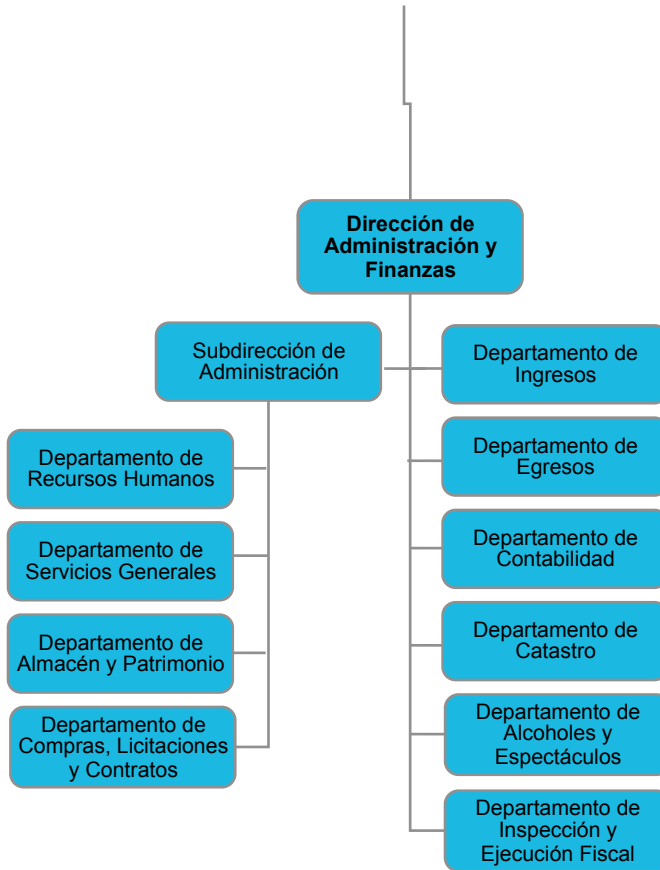 Dirección de
Administración y
Finanzas
Subdirección de
Administración
Departamento de
Recursos Humanos
Departamento de
Servicios Generales
Departamento de
Almacén y Patrimonio
Departamento de
Compras, Licitaciones
y Contratos
Departamento de
Ingresos
Departamento de
Egresos
Departamento de
Contabilidad
Departamento de
Catastro
Departamento de
Alcoholes y
Espectáculos
Departamento de
Inspección y
Ejecución Fiscal